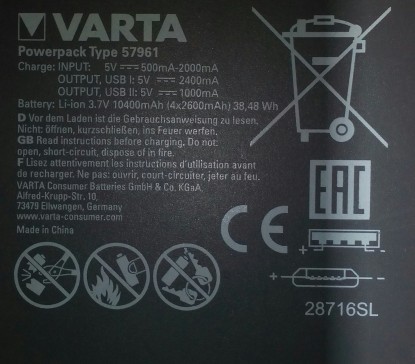 VARTA
Powerpack Type 57961
Charge: INPUT: 5V ⎓ 500mA-2000mA
OUTPUT, USB I: 5V ⎓ 2400mA
OUTPUT, USB II: 5V ⎓ 1000mA
Battery: Li-ion 3.7V 10400mAh (4x2600mAh) 38,48 Wh
D Vor dem Laden ist die Gebrauchsanweisung zu lesen.
Nicht: öffnen, kurzschließen, ins Feuer werfen.
GB Read instructions before charging. Do not:
open, short-circuit, dispose of in fire.
F Lisez attentivement les instructions d'utilisation avant
de recharger. Ne pas: ouvrir, court-circuiter, jeter au feu.
VARTA Consumer Batteries GmbH & Co. KGaA,
Alfred-Krupp-Str. 10,
73479 Ellwangen, Germany
www.varta-consumer.com
Made in China
EAC
CE
+ -
+ -
28716SL